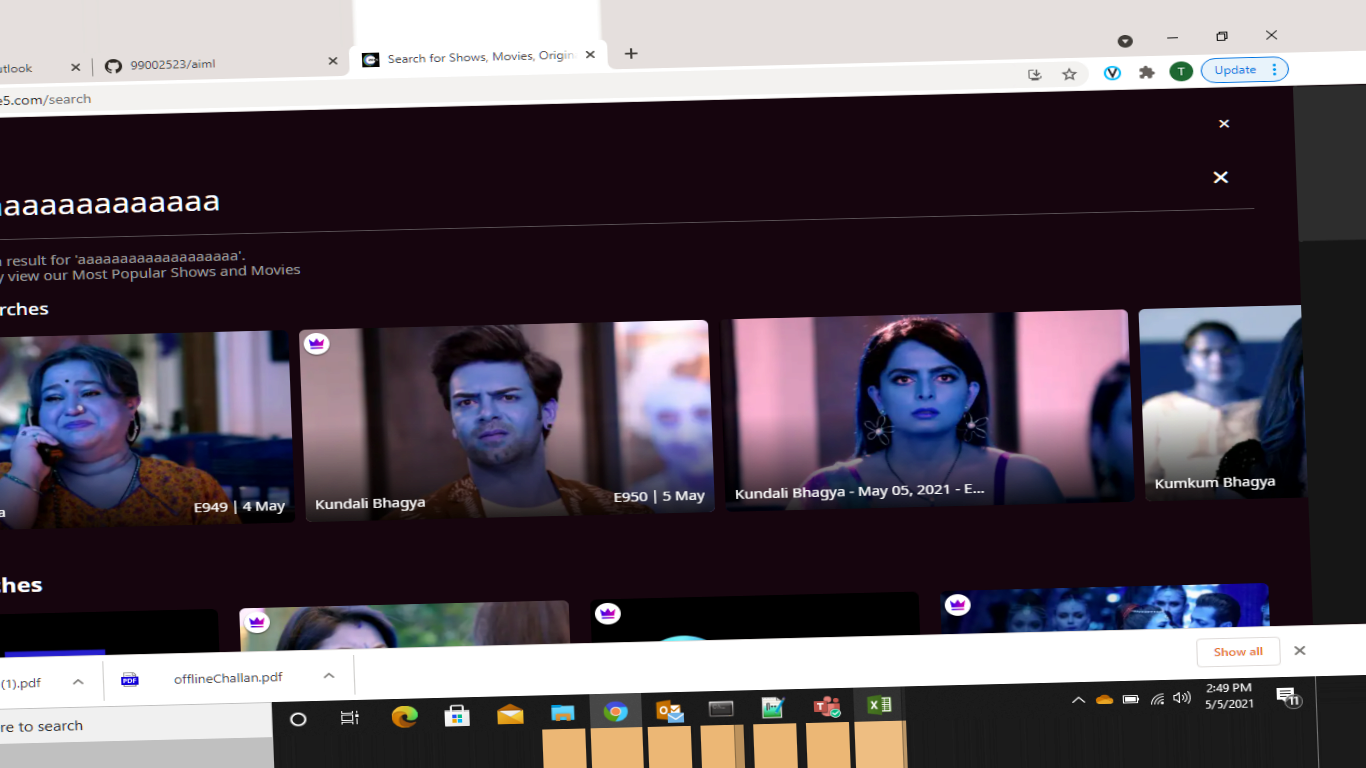 utlook
99002523/aiml
Search for Shows, Movies, Origin
T
Update
e5.com/search
aaaaaaaaaaaaa
result for 'aaaaaaaaaaaaaaaaaaa'.
y view our Most Popular Shows and Movies
rches
E949 | 4 May
Kundali Bhagya
E950 | 5 May
Kundali Bhagya - May 05, 2021 - E...
Kumkum Bhagya
ches
(1).pdf
PDF
offlineChallan.pdf
Show all
re to search
2:49 PM
5/5/2021
11